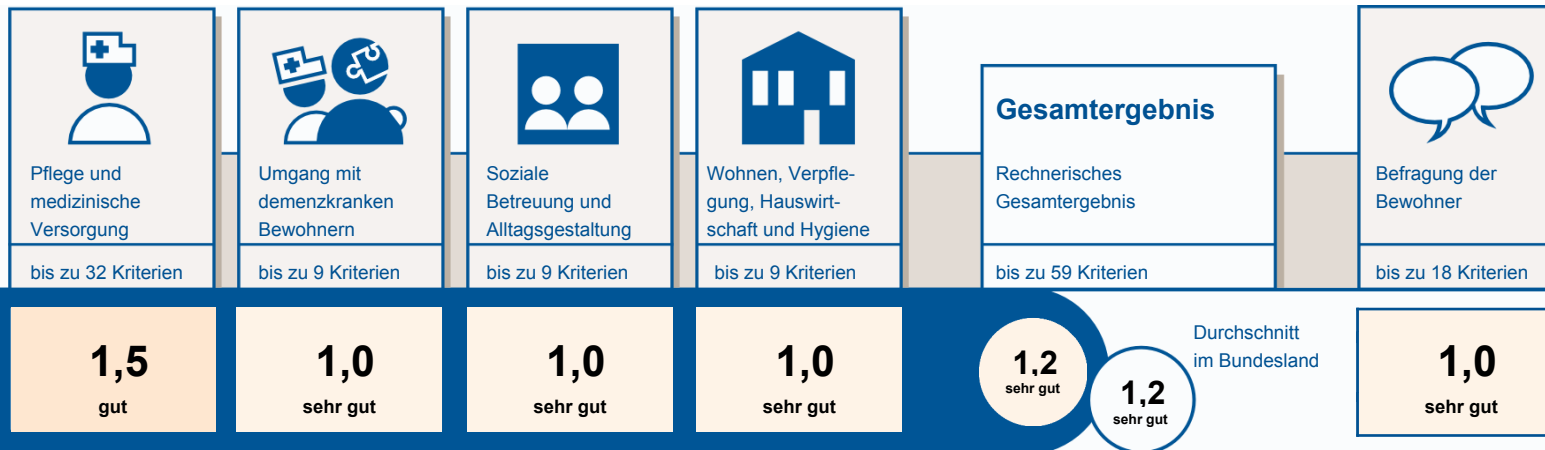 Pflege und
medizinische
Versorgung
bis zu 32 Kriterien
1,5
gut
Umgang mit
demenzkranken
Bewohnern
bis zu 9 Kriterien
1,0
sehr gut
Soziale
Betreuung und
Alltagsgestaltung
bis zu 9 Kriterien
1,0
sehr gut
Wohnen, Verpfle-
gung, Hauswirt-
schaft und Hygiene
bis zu 9 Kriterien
1,0
sehr gut
Gesamtergebnis
Rechnerisches
Gesamtergebnis
bis zu 59 Kriterien
1,2
sehr gut
Durchschnitt
im Bundesland
1,2
sehr gut
Befragung der
Bewohner
bis zu 18 Kriterien
1,0
sehr gut